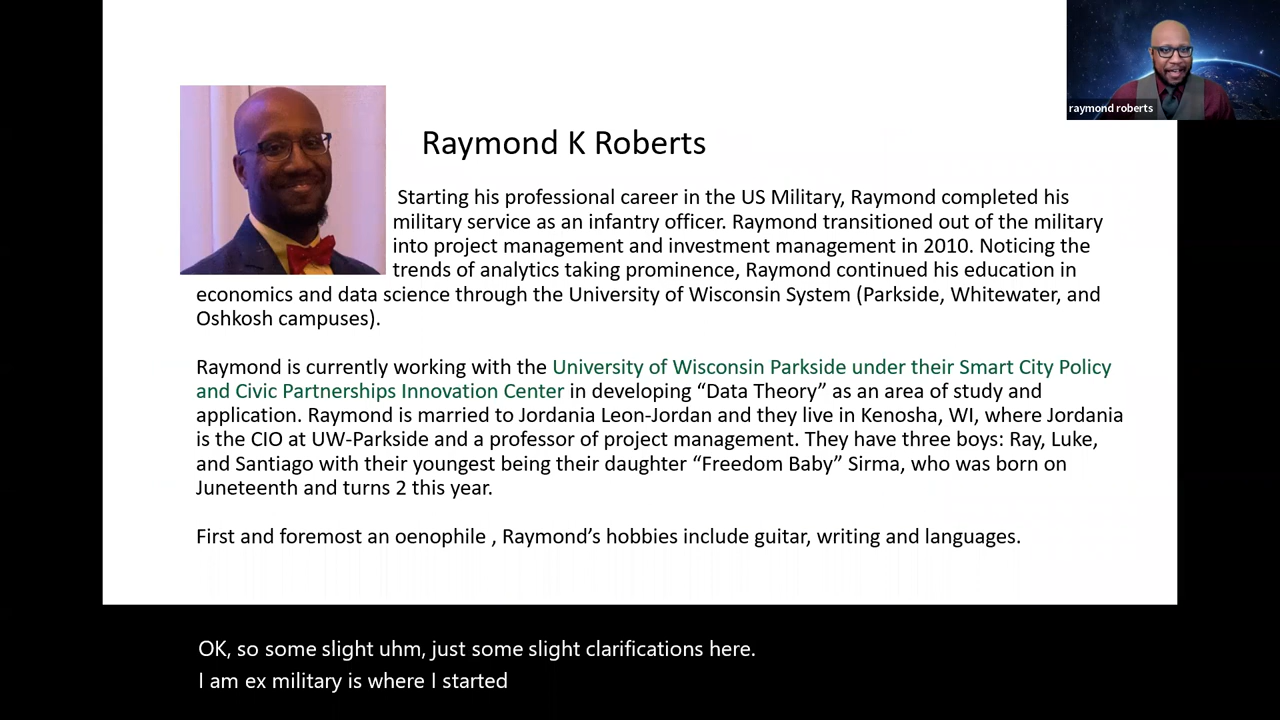 raymond roberts
Raymond K Roberts
Starting his professional career in the US Military, Raymond completed his
military service as an infantry officer. Raymond transitioned out of the military
into project management and investment management in 2010. Noticing the
trends of analytics taking prominence, Raymond continued his education in
economics and data science through the University of Wisconsin System (Parkside, Whitewater, and
Oshkosh campuses).
Raymond is currently working with the University of Wisconsin Parkside under their Smart City Policy
and Civic Partnerships Innovation Center in developing “Data Theory” as an area of study and
application. Raymond is married to Jordania Leon-Jordan and they live in Kenosha, WI, where Jordania
is the CIO at UW-Parkside and a professor of project management. They have three boys: Ray, Luke,
and Santiago with their youngest being their daughter “Freedom Baby” Sirma, who was born on
Juneteenth and turns 2 this year.
First and foremost an oenophile , Raymond’s hobbies include guitar, writing and languages.
OK, so some slight uhm, just some slight clarifications here.
I am ex military is where I started